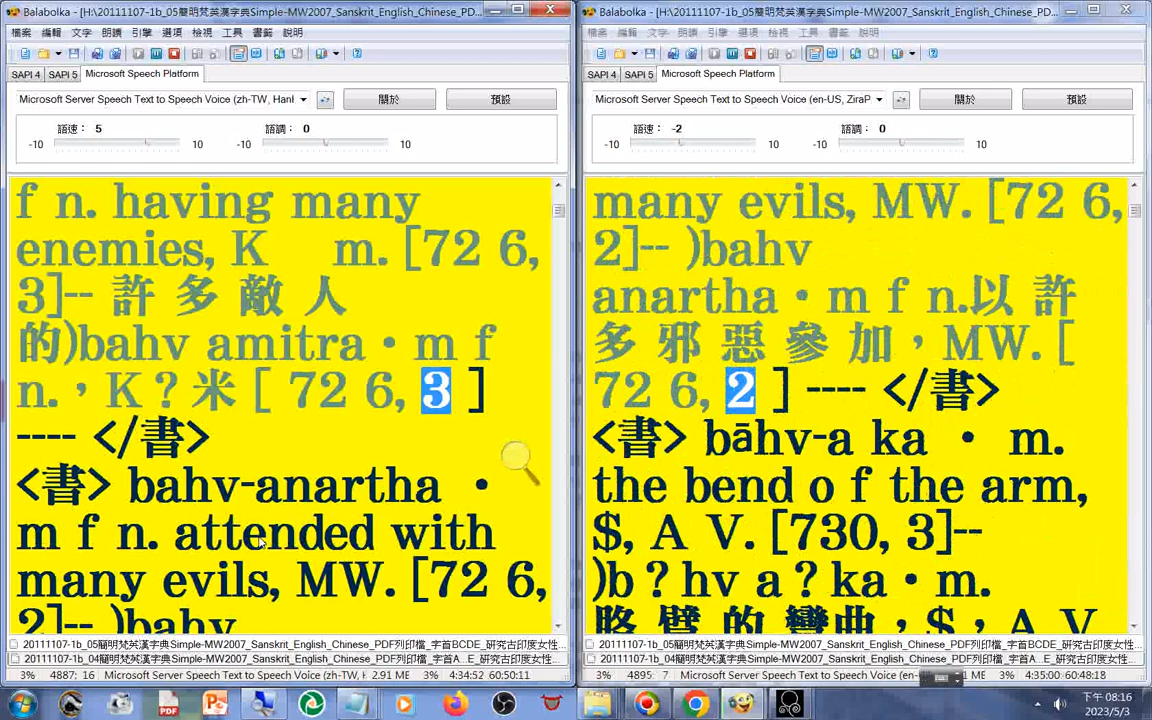 Balabolka - [H:\20111107-1b_05簡明梵英漢字典Simple-MW2007_Sanskrit_English_Chinese_PD...
檔案 編輯 文字 朗讀 引擎 選項 檢視 工具 書籤 說明
SAPI 4 SAPI 5 Microsoft Speech Platform
Microsoft Server Speech Text to Speech Voice (zh-TW, HanI 關於 預設
語速： 5 語調： 0
-10 10 -10 10
f n. having many
enemies, K m. [72 6,
3]-- 許 多 敵 人
的)bahv amitra‧m f
n.，K？米 [ 72 6, 3 ]
---- </書>
<書> bahv-anartha ‧
m f n. attended with
many evils, MW. [72 6,
2]-- )bahv
20111107-1b_05簡明梵英漢字典Simple-MW2007_Sanskrit_English_Chinese_PDF列印檔_字首BCDE_研究古印度女性...
20111107-1b_04簡明梵英漢字典Simple-MW2007_Sanskrit_English_Chinese_PDF列印檔_字首A...E_研究古印度女性...
3% 4887; 16 Microsoft Server Speech Text to Speech Voice (zh-TW, H 2.91 ME 3% 4:34:52 60:50:11
Balabolka - [H:\20111107-1b_05簡明梵英漢字典Simple-MW2007_Sanskrit_English_Chinese_PD...
檔案 編輯 文字 朗讀 引擎 選項 檢視 工具 書籤 說明
SAPI 4 SAPI 5 Microsoft Speech Platform
Microsoft Server Speech Text to Speech Voice (en-US, ZiraP 關於 預設
語速： -2 語調： 0
-10 10 -10 10
many evils, MW. [72 6,
2]-- )bahv
anartha‧m f n.以 許
多 邪 惡 參 加，MW. [
72 6, 2 ] ---- </書>
<書> bāhv-a ka ‧ m.
the bend o f the arm,
$, A V. [730, 3]--
)b？hv a？ka‧m.
胳 臂 的 彎曲，$，A V
20111107-1b_05簡明梵英漢字典Simple-MW2007_Sanskrit_English_Chinese_PDF列印檔_字首BCDE_研究古印度女性...
20111107-1b_04簡明梵英漢字典Simple-MW2007_Sanskrit_English_Chinese_PDF列印檔_字首A...E_研究古印度女性...
3% 4895; 7 Microsoft Server Speech Text to Speech Voice (en-US, 3% 4:35:00 60:48:18
PDF
下午 08:16
2023/5/3